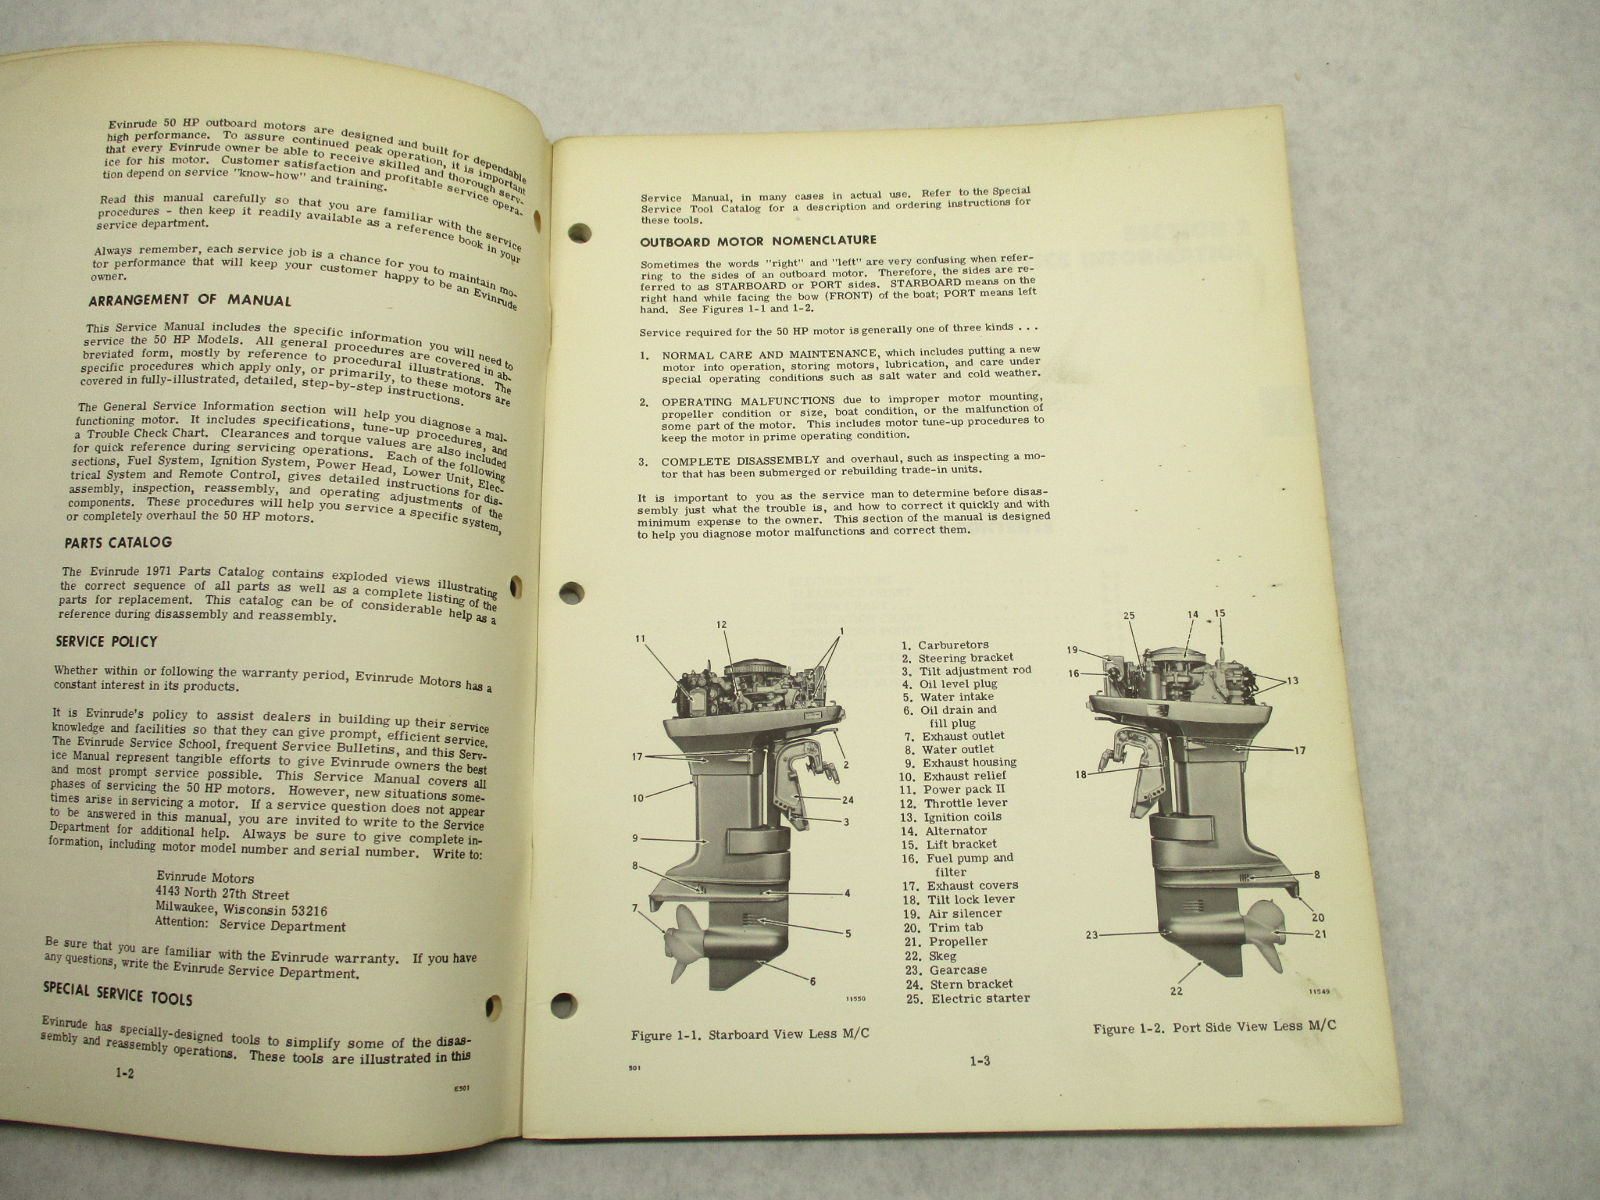 Evinrude 50 HP outboard motors are designed and built for dependable
high performance. To assure continued peak operation, it is important
that every Evinrude owner be able to receive skilled and thorough serv-
ice for his motor. Customer satisfaction and profitable service opera-
tion depend on service "know-how" and training.
Read this manual carefully so that you are familiar with the service
procedures - then keep it readily available as a reference book in your
service department.
Always remember, each service job is a chance for you to maintain mo-
tor performance that will keep your customer happy to be an Evinrude
owner.
ARRANGEMENT OF MANUAL
This Service Manual includes the specific information you will need to
service the 50 HP Models. All general procedures are covered in ab-
breviated form, mostly by reference to procedural illustrations. The
specific procedures which apply only, or primarily, to these motors are
covered in fully-illustrated, detailed, step-by-step instructions.
The General Service Information section will help you diagnose a mal-
functioning motor. It includes specifications, tune-up procedures, and
a Trouble Check Chart. Clearances and torque values are also included
for quick reference during servicing operations. Each of the following
sections, Fuel System, Ignition System, Power Head, Lower Unit, Elec-
trical System and Remote Control, gives detailed instructions for dis-
assembly, inspection, reassembly, and operating adjustments of the
components. These procedures will help you service a specific system,
or completely overhaul the 50 HP motors.
PARTS CATALOG
The Evinrude 1971 Parts Catalog contains exploded views illustrating
the correct sequence of all parts as well as a complete listing of the
parts for replacement. This catalog can be of considerable help as a
reference during disassembly and reassembly.
SERVICE POLICY
Whether within or following the warranty period, Evinrude Motors has a
constant interest in its products.
It is Evinrude's policy to assist dealers in building up their service
knowledge and facilities so that they can give prompt, efficient service.
The Evinrude Service School, frequent Service Bulletins, and this Serv-
ice Manual represent tangible efforts to give Evinrude owners the best
and most prompt service possible. This Service Manual covers all
phases of servicing the 50 HP motors. However, new situations some-
times arise in servicing a motor. If a service question does not appear
to be answered in this manual, you are invited to write to the Service
Department for additional help. Always be sure to give complete in-
formation, including motor model number and serial number. Write to:
Evinrude Motors
4143 North 27th Street
Milwaukee, Wisconsin 53216
Attention: Service Department
Be sure that you are familiar with the Evinrude warranty. If you have
any questions, write the Evinrude Service Department.
SPECIAL SERVICE TOOLS
Evinrude has specially-designed tools to simplify some of the disas-
sembly and reassembly operations. These tools are illustrated in this
1-2
E501
Service Manual, in many cases in actual use. Refer to the Special
Service Tool Catalog for a description and ordering instructions for
these tools.
OUTBOARD MOTOR NOMENCLATURE
Sometimes the words "right" and "left" are very confusing when refer-
ring to the sides of an outboard motor. Therefore, the sides are re-
ferred to as STARBOARD or PORT sides. STARBOARD means on the
right hand while facing the bow (FRONT) of the boat; PORT means left
hand. See Figures 1-1 and 1-2.
Service required for the 50 HP motor is generally one of three kinds . . .
1. NORMAL CARE AND MAINTENANCE, which includes putting a new
motor into operation, storing motors, lubrication, and care under
special operating conditions such as salt water and cold weather.
2. OPERATING MALFUNCTIONS due to improper motor mounting,
propeller condition or size, boat condition, or the malfunction of
some part of the motor. This includes motor tune-up procedures to
keep the motor in prime operating condition.
3. COMPLETE DISASSEMBLY and overhaul, such as inspecting a mo-
tor that has been submerged or rebuilding trade-in units.
It is important to you as the service man to determine before disas-
sembly just what the trouble is, and how to correct it quickly and with
minimum expense to the owner. This section of the manual is designed
to help you diagnose motor malfunctions and correct them.
11
12
1
17
2
10
24
3
9
8
4
7
5
6
11550
Figure 1-1. Starboard View Less M/C
1. Carburetors
2. Steering bracket
3. Tilt adjustment rod
4. Oil level plug
5. Water intake
6. Oil drain and
fill plug
7. Exhaust outlet
8. Water outlet
9. Exhaust housing
10. Exhaust relief
11. Power pack II
12. Throttle lever
13. Ignition coils
14. Alternator
15. Lift bracket
16. Fuel pump and
filter
17. Exhaust covers
18. Tilt lock lever
19. Air silencer
20. Trim tab
21. Propeller
22. Skeg
23. Gearcase
24. Stern bracket
25. Electric starter
25
14
15
19
16
13
17
18
8
20
23
21
22
11549
Figure 1-2. Port Side View Less M/C
501
1-3